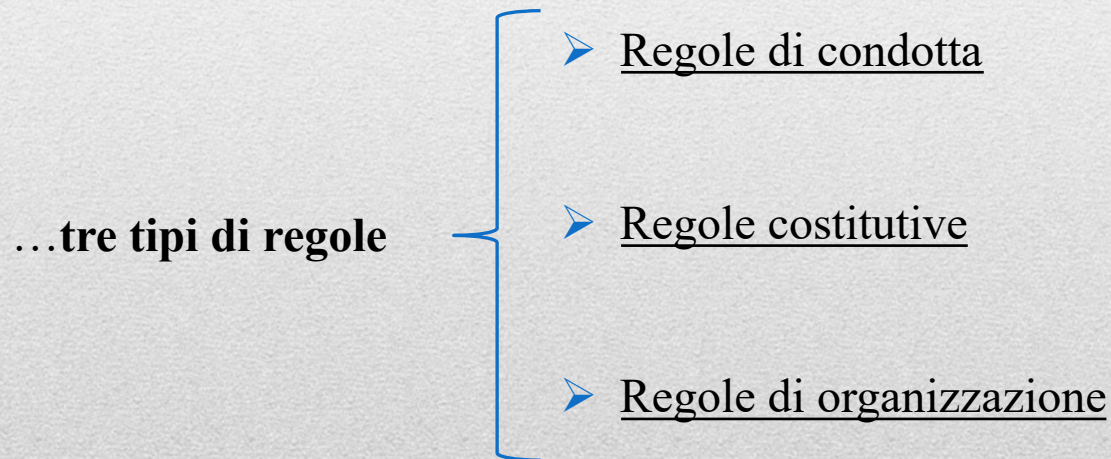 Regole di condotta
…tre tipi di regole
Regole costitutive
Regole di organizzazione